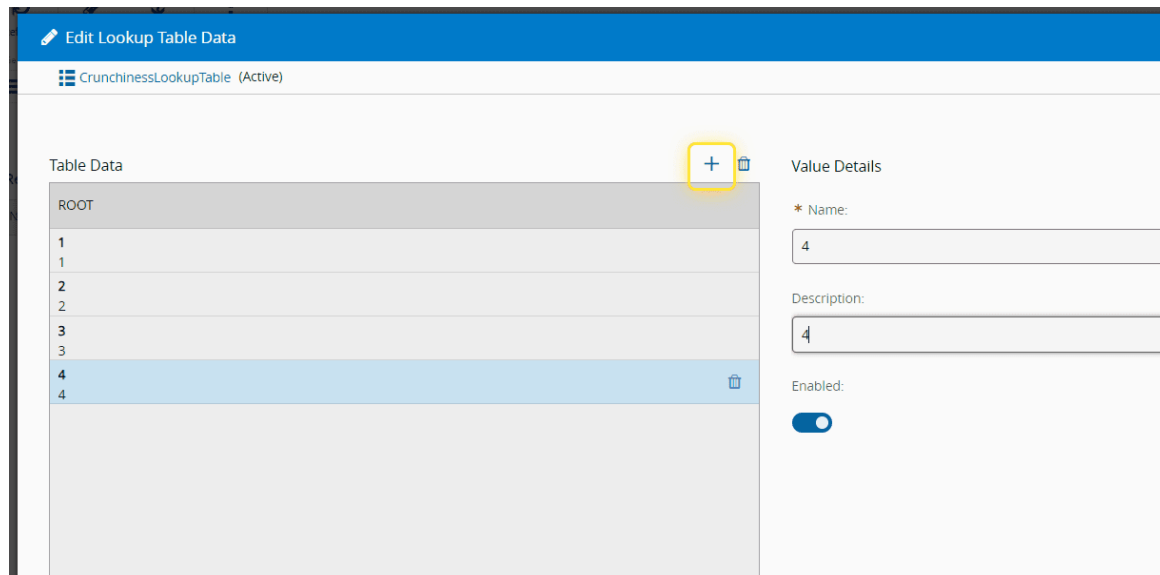 Edit Lookup Table Data
CrunchinessLookupTable (Active)
Table Data
ROOT
1
1
2
2
3
3
4
4
Value Details
* Name:
4
Description:
4
Enabled: